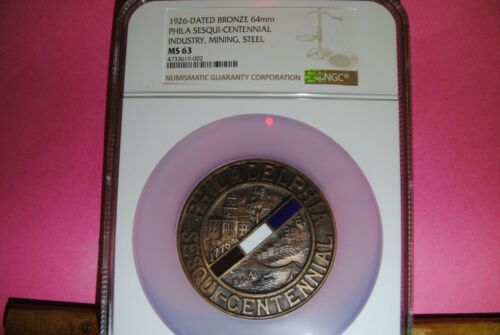 1926-DATED BRONZE 64mm
PHILA SESQUI-CENTENNIAL
INDUSTRY, MINING, STEEL
MS 63
4733619-002
NUMISMATIC GUARANTY CORPORATION
NGC®
PHILADELPHIA
1776
SESQUI-CENTENNIAL